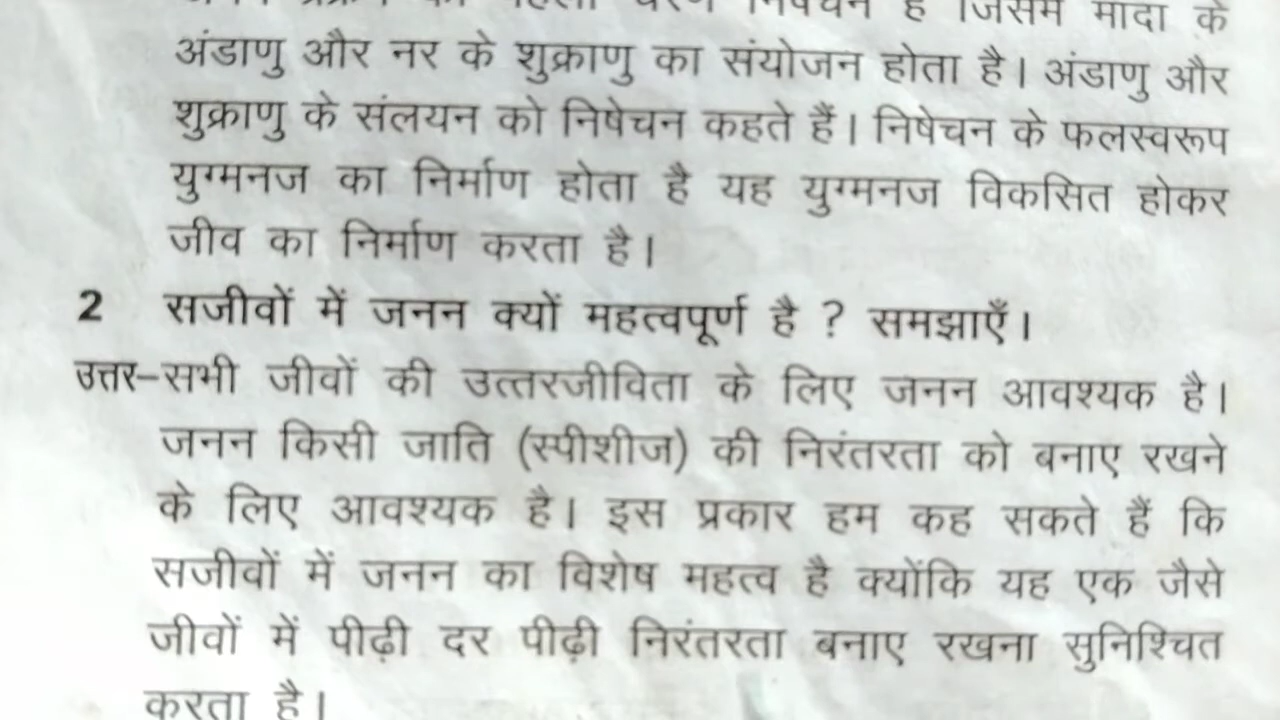 है जिसमें मादा के
अंडाणु और नर के शुक्राणु का संयोजन होता है। अंडाणु और
शुक्राणु के संलयन को निषेचन कहते हैं। निषेचन के फलस्वरूप
युग्मनज का निर्माण होता है यह युग्मनज विकसित होकर
जीव का निर्माण करता है।
2 सजीवों में जनन क्यों महत्वपूर्ण है ? समझाएँ।
उत्तर–सभी जीवों की उत्तरजीविता के लिए जनन आवश्यक है।
जनन किसी जाति (स्पीशीज) की निरंतरता को बनाए रखने
के लिए आवश्यक है। इस प्रकार हम कह सकते हैं कि
सजीवों में जनन का विशेष महत्व है क्योंकि यह एक जैसे
जीवों में पीढ़ी दर पीढ़ी निरंतरता बनाए रखना सुनिश्चित
करता है।